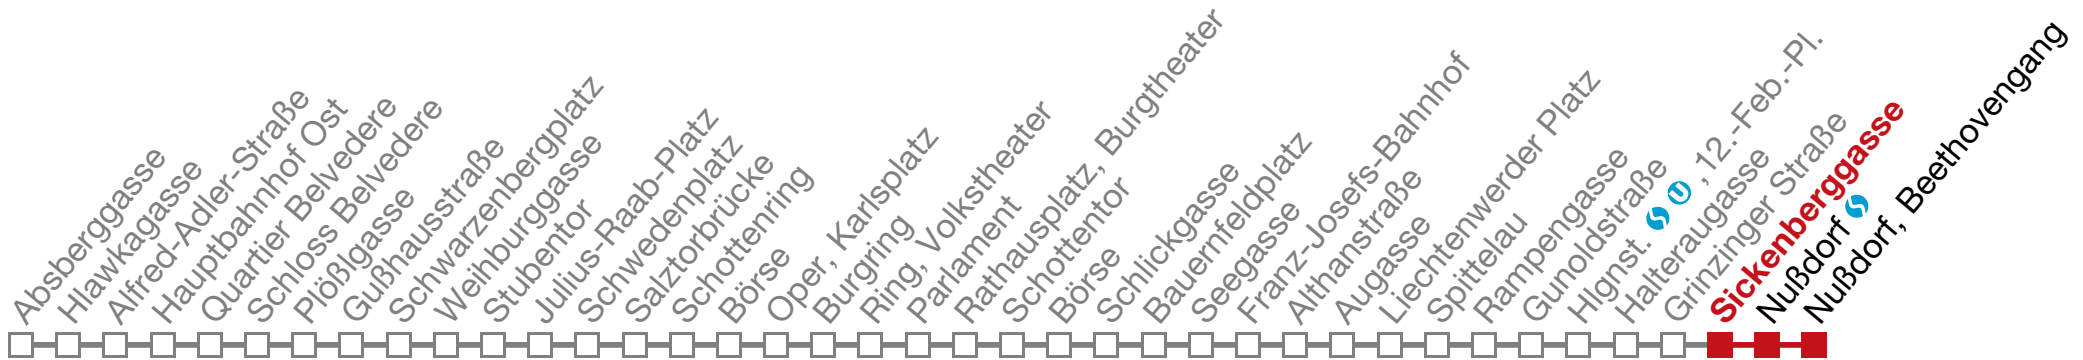 Absberggasse
Hlawkagasse
Alfred-Adler-Straße
Hauptbahnhof Ost
Quartier Belvedere
Schloss Belvedere
Plößlgasse
Gußhausstraße
Schwarzenbergplatz
Weihburggasse
Stubentor
Julius-Raab-Platz
Schwedenplatz
Salztorbrücke
Schottenring
Börse
Oper, Karlsplatz
Burgring
Ring, Volkstheater
Parlament
Rathausplatz, Burgtheater
Schottentor
Börse
Schlickgasse
Bauernfeldplatz
Seegasse
Franz-Josefs-Bahnhof
Althanstraße
Augasse
Liechtenwerder Platz
Spittelau
Rampengasse
Gunoldstraße
Hlgnst. S U , 12.-Feb.-Pl.
Halteraugasse
Grinzinger Straße
Sickenberggasse
Nußdorf S
Nußdorf, Beethovengang